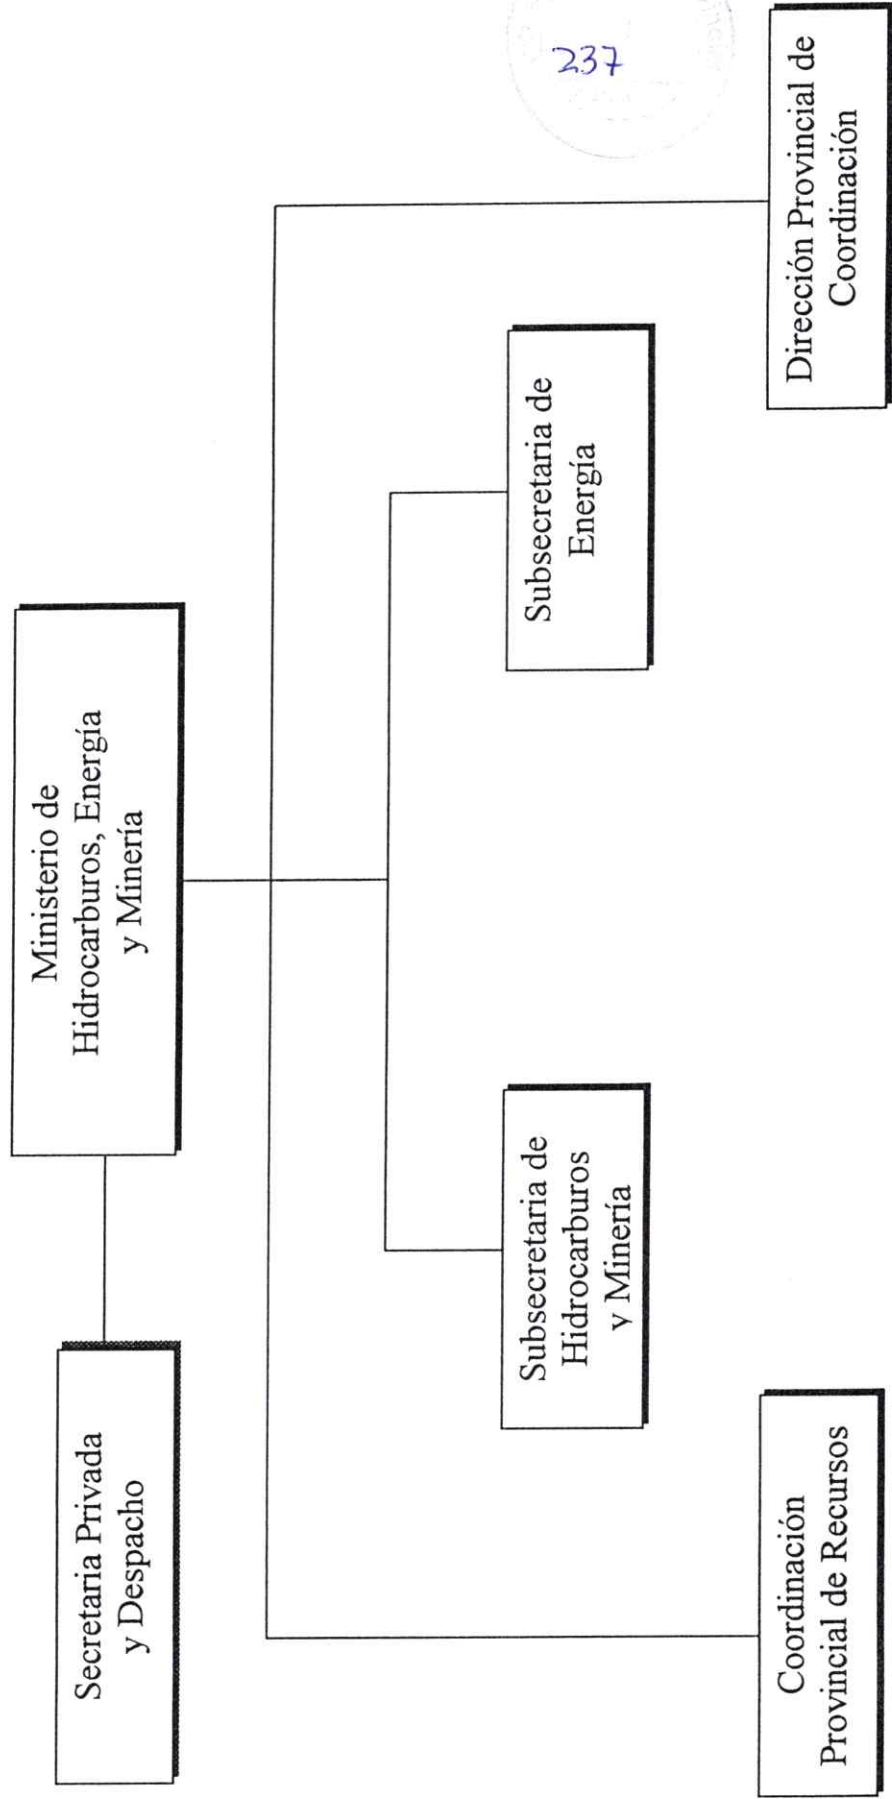 Ministerio de
Hidrocarburos, Energía
y Minería
Secretaria Privada
y Despacho
Subsecretaria de
Hidrocarburos
y Minería
Subsecretaria de
Energía
Coordinación
Provincial de Recursos
Dirección Provincial de
Coordinación
237